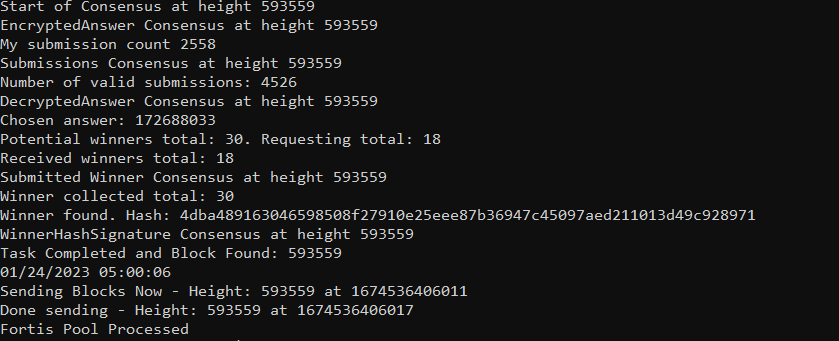 Start of Consensus at height 593559
EncryptedAnswer Consensus at height 593559
My submission count 2558
Submissions Consensus at height 593559
Number of valid submissions: 4526
DecryptedAnswer Consensus at height 593559
Chosen answer: 172688033
Potential winners total: 30. Requesting total: 18
Received winners total: 18
Submitted Winner Consensus at height 593559
Winner collected total: 30
Winner found. Hash: 4dba489163046598508f27910e25eee87b36947c45097aed211013d49c928971
WinnerHashSignature Consensus at height 593559
Task Completed and Block Found: 593559
01/24/2023 05:00:06
Sending Blocks Now - Height: 593559 at 1674536406011
Done sending - Height: 593559 at 1674536406017
Fortis Pool Processed